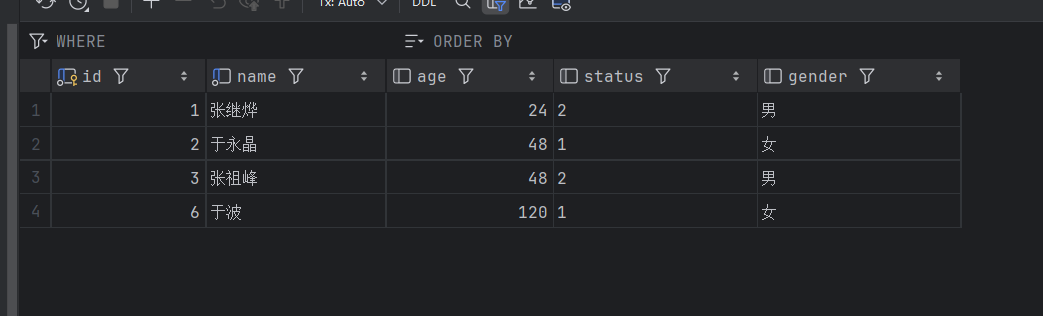 Tx: Auto DDL
WHERE ORDER BY
id name age status gender
1 1 张继烨 24 2 男
2 2 于永晶 48 1 女
3 3 张祖峰 48 2 男
4 6 于波 120 1 女